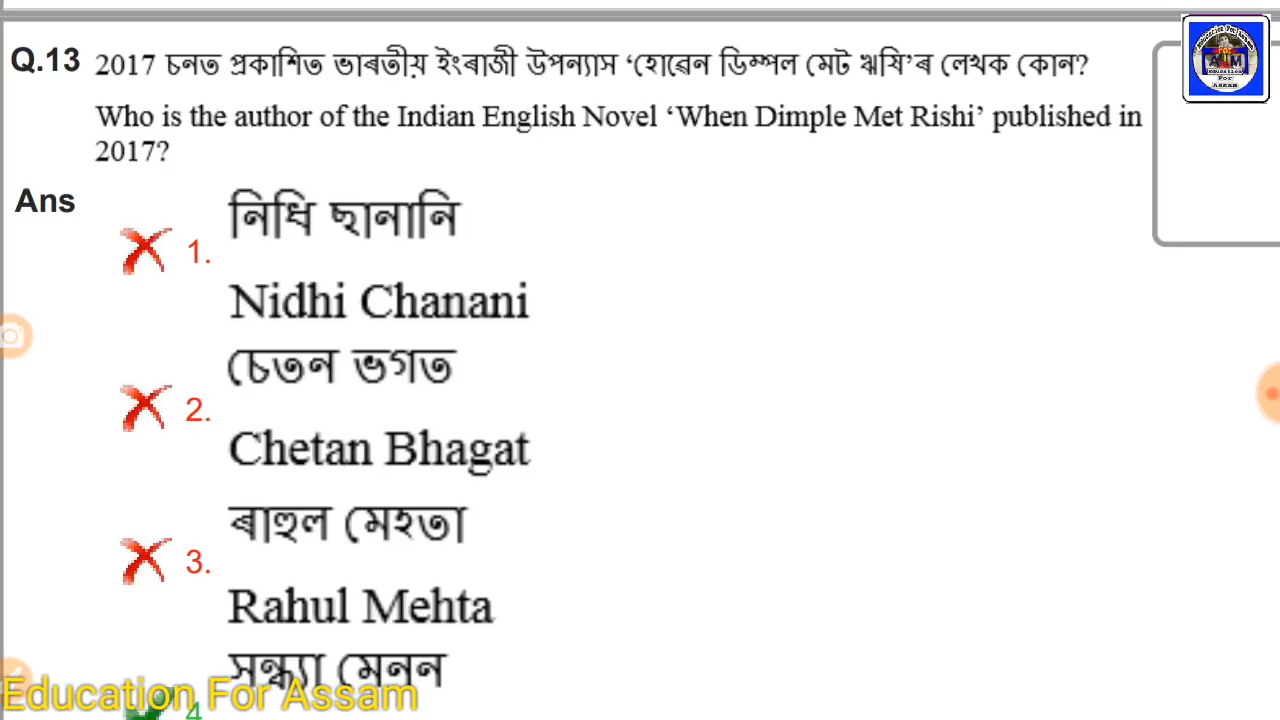 Q.13 2017 চনত প্ৰকাশিত ভাৰতীয় ইংৰাজী উপন্যাস ‘হোৱেন ডিম্পল মেট ঋষি’ৰ লেখক কোন?
Who is the author of the Indian English Novel ‘When Dimple Met Rishi’ published in
2017?
Ans
নিধি ছানানি
1.
Nidhi Chanani
চেতন ভগত
2.
Chetan Bhagat
ৰাহুল মেহতা
3.
Rahul Mehta
সন্ধ্যা মেনন
4
Education For Assam
For
A M
For